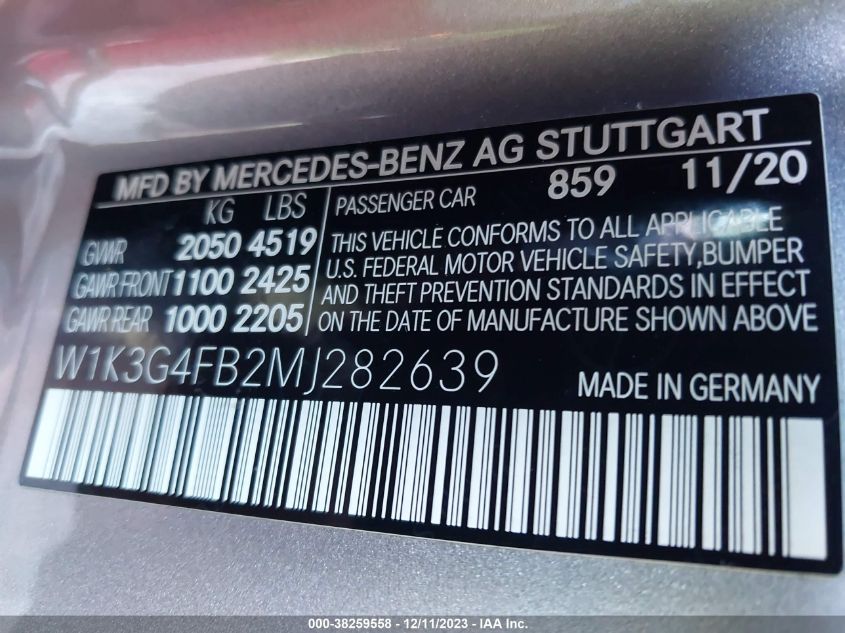 MFD BY MERCEDES-BENZ AG STUTTGART
KG LBS
GVWR 2050 4519
GAWR FRONT 1100 2425
GAWR REAR 1000 2205
PASSENGER CAR 859 11/20
THIS VEHICLE CONFORMS TO ALL APPLICABLE
U.S. FEDERAL MOTOR VEHICLE SAFETY,BUMPER
AND THEFT PREVENTION STANDARDS IN EFFECT
ON THE DATE OF MANUFACTURE SHOWN ABOVE
W1K3G4FB2MJ282639
MADE IN GERMANY
000-38259558 - 12/11/2023 - IAA Inc.